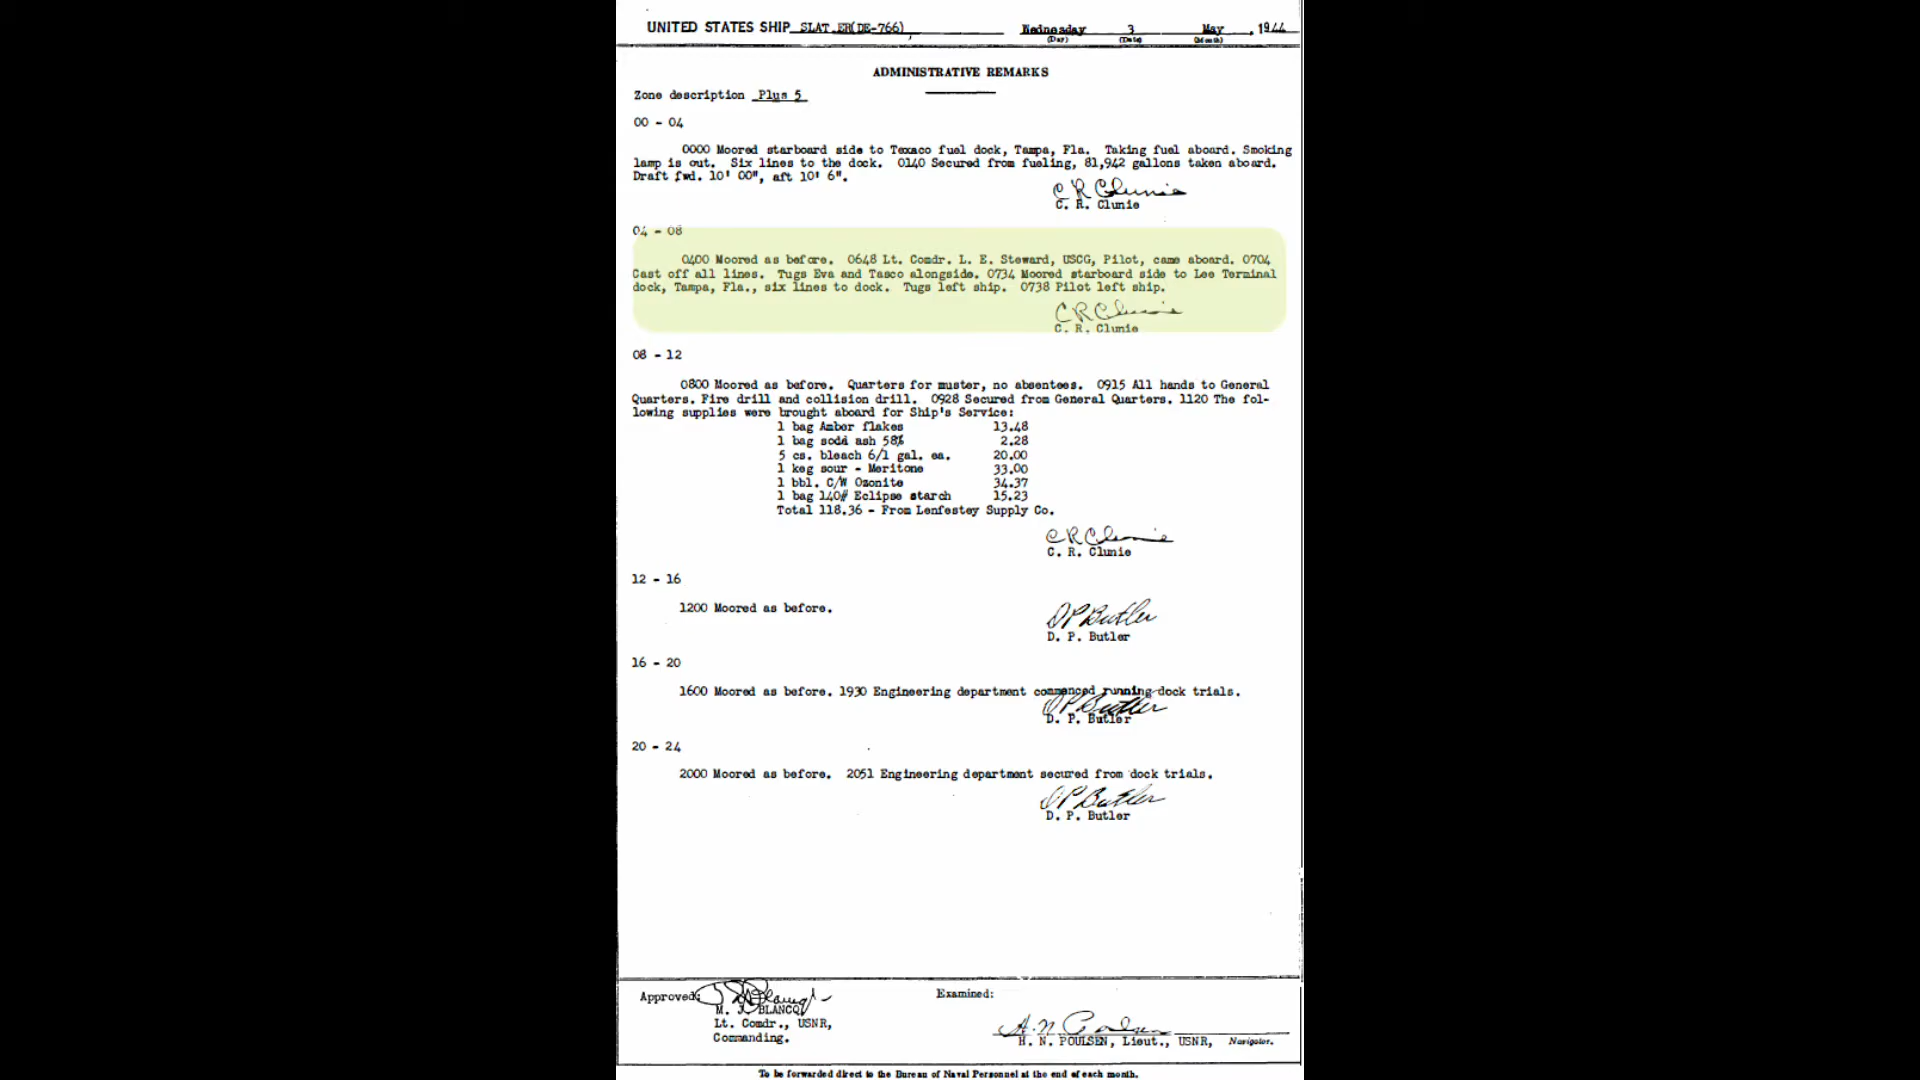 UNITED STATES SHIP SLAT ER(DE-766) Wednesday 3 May, 1944
(Day) (Date) (Month)
ADMINISTRATIVE REMARKS
Zone description Plus 5
00 - 04
0000 Moored starboard side to Texaco fuel dock, Tampa, Fla. Taking fuel aboard. Smoking
lamp is out. Six lines to the dock. 0140 Secured from fueling, 81,942 gallons taken aboard.
Draft fwd. 10' 00", aft 10' 6".
C R Clunie
C. R. Clunie
04 - 08
0400 Moored as before. 0648 Lt. Comdr. L. E. Steward, USCG, Pilot, came aboard. 0704
Cast off all lines. Tugs Eva and Tasco alongside. 0734 Moored starboard side to Lee Terminal
dock, Tampa, Fla., six lines to dock. Tugs left ship. 0738 Pilot left ship.
C R Clunie
C. R. Clunie
08 - 12
0800 Moored as before. Quarters for muster, no absentees. 0915 All hands to General
Quarters. Fire drill and collision drill. 0928 Secured from General Quarters. 1120 The fol-
lowing supplies were brought aboard for Ship's Service:
1 bag Amber flakes 13.48
1 bag soda ash 58% 2.28
5 cs. bleach 6/1 gal. ea. 20.00
1 keg sour - Meritone 33.00
1 bbl. C/W Ozonite 34.37
1 bag 140# Eclipse starch 15.23
Total 118.36 - From Lenfestey Supply Co.
C R Clunie
C. R. Clunie
12 - 16
1200 Moored as before.
D P Butler
D. P. Butler
16 - 20
1600 Moored as before. 1930 Engineering department commenced running dock trials.
D P Butler
D. P. Butler
20 - 24
2000 Moored as before. 2051 Engineering department secured from dock trials.
D P Butler
D. P. Butler
Approved: Examined:
M. J. BLANCQ
Lt. Comdr., USNR,
Commanding.
H. N. Poulsen
H. N. POULSEN, Lieut., USNR, Navigator.
To be forwarded direct to the Bureau of Naval Personnel at the end of each month.